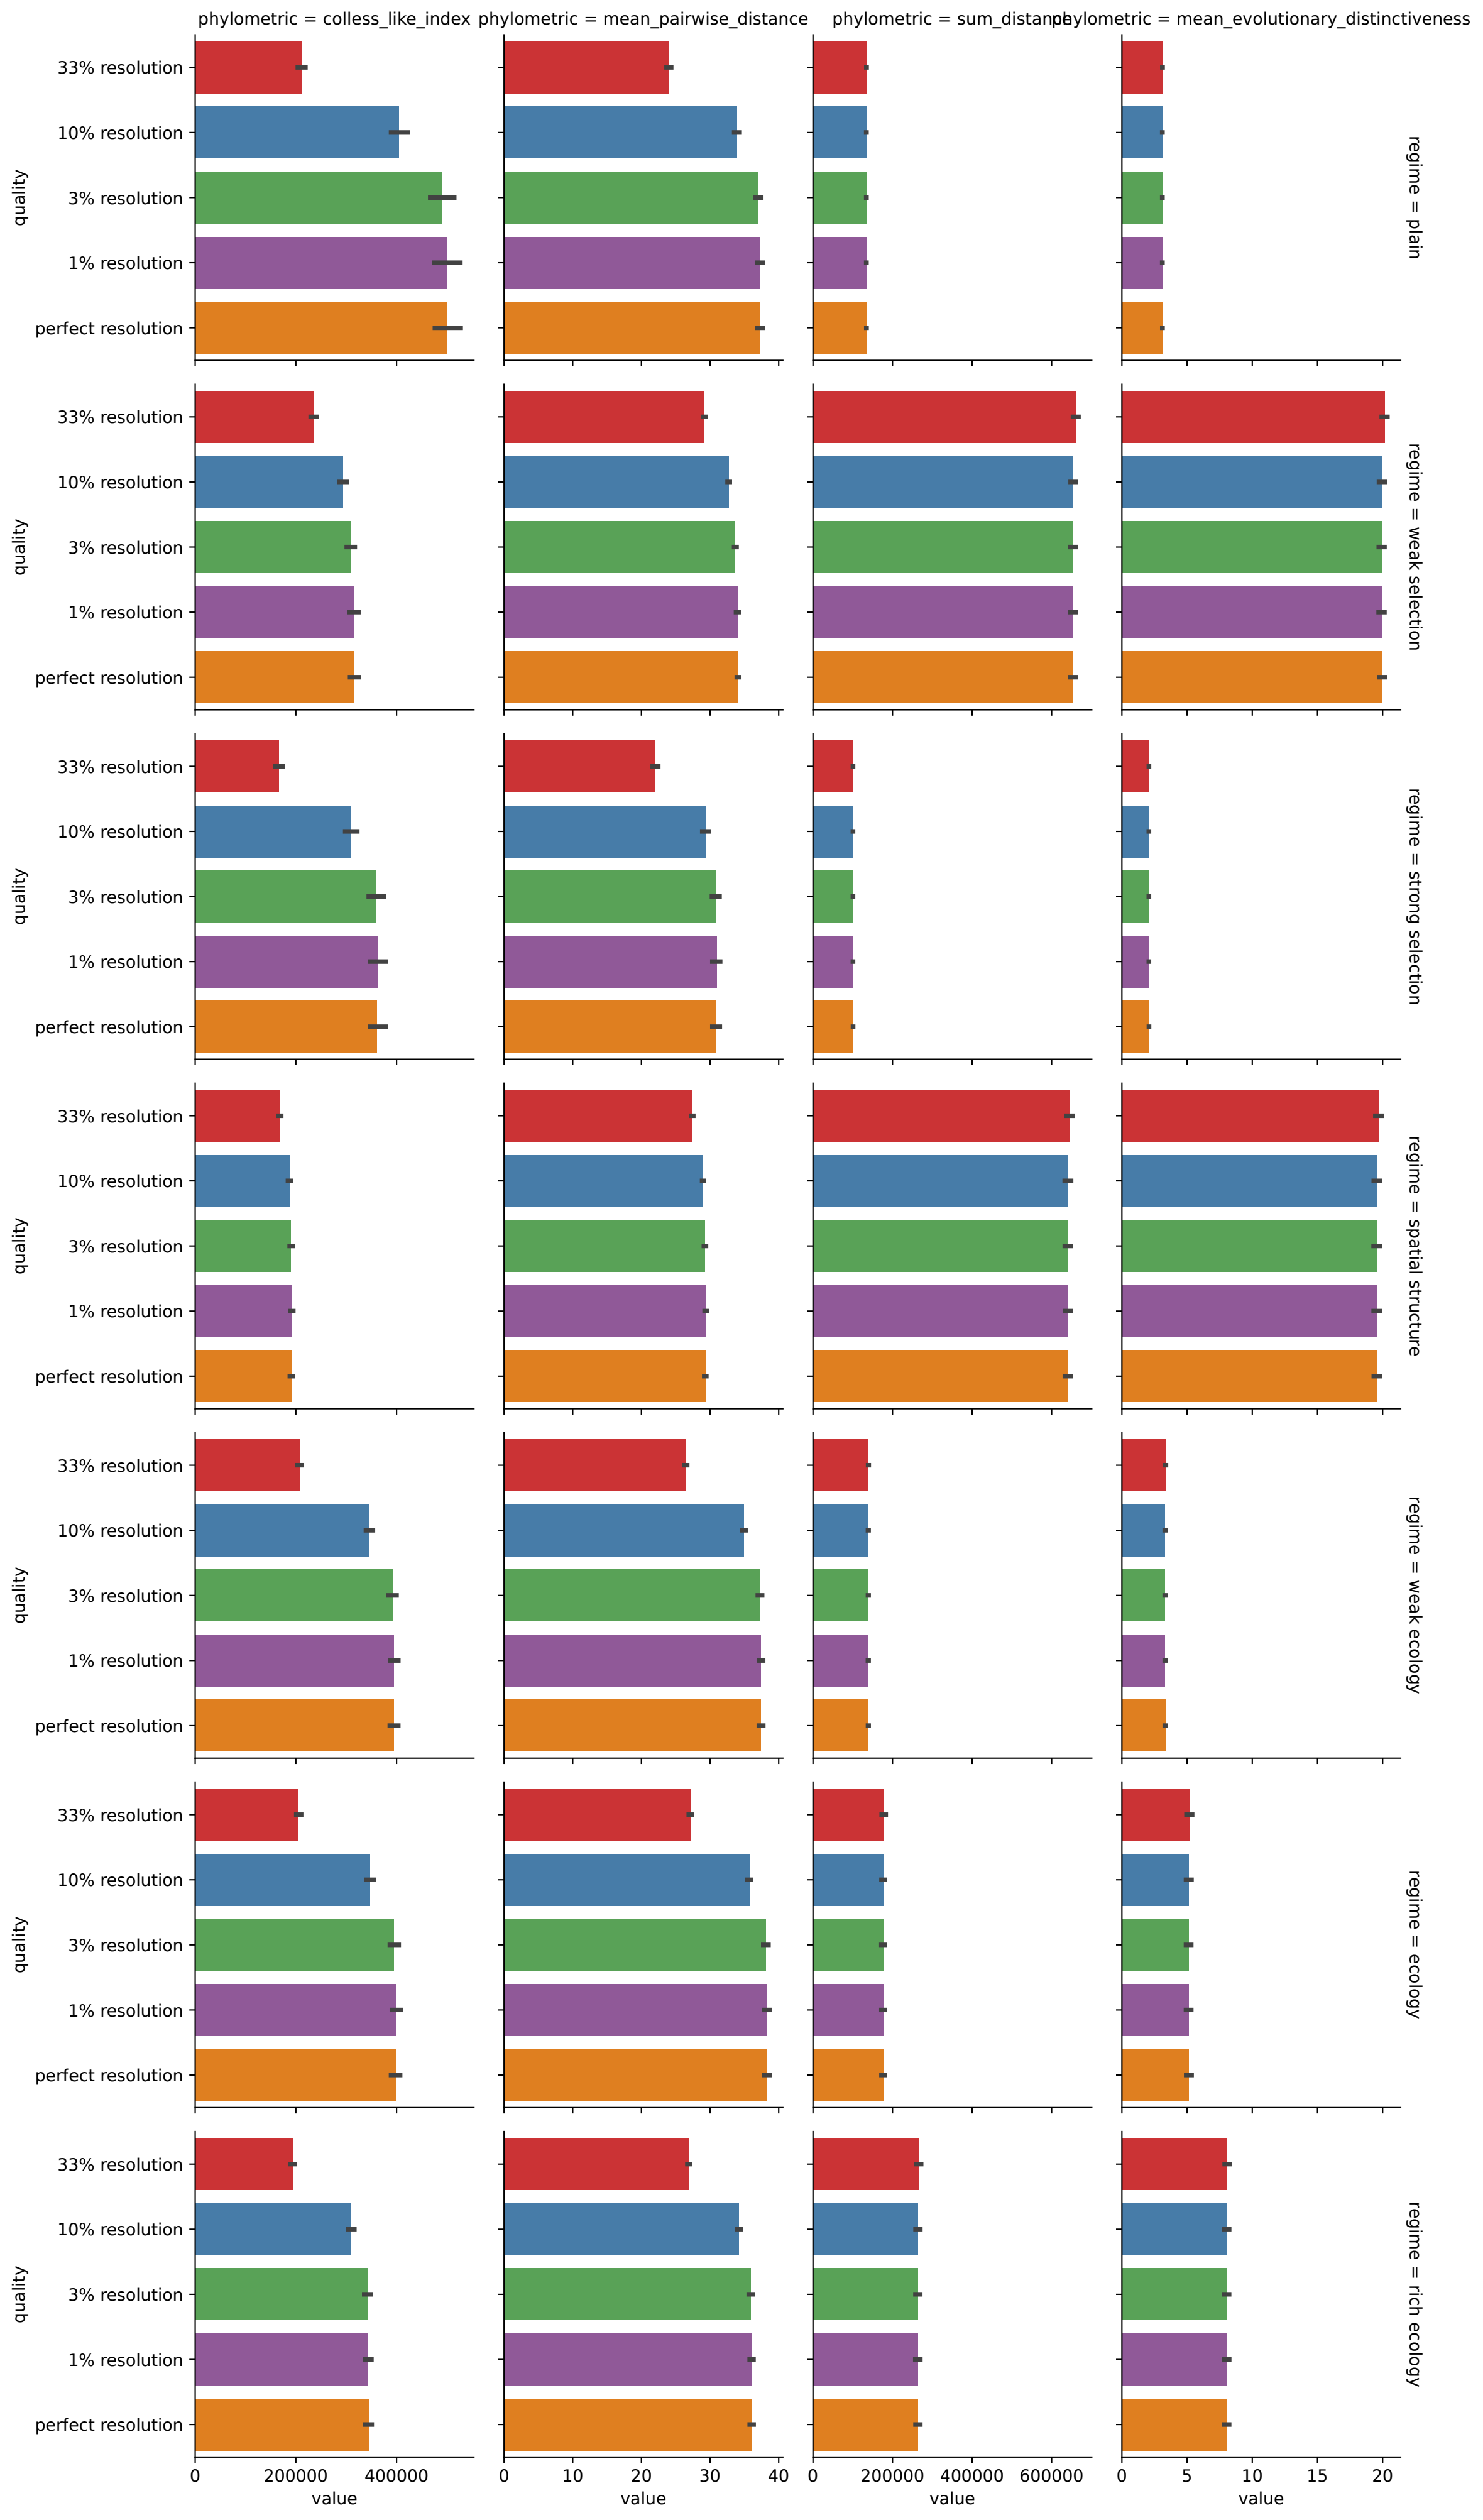 phylometric = colless_like_index
phylometric = mean_pairwise_distance
phylometric = sum_distance
phylometric = mean_evolutionary_distinctiveness
33% resolution
10% resolution
3% resolution
1% resolution
perfect resolution
quality
regime = plain
33% resolution
10% resolution
3% resolution
1% resolution
perfect resolution
quality
regime = weak selection
33% resolution
10% resolution
3% resolution
1% resolution
perfect resolution
quality
regime = strong selection
33% resolution
10% resolution
3% resolution
1% resolution
perfect resolution
quality
regime = spatial structure
33% resolution
10% resolution
3% resolution
1% resolution
perfect resolution
quality
regime = weak ecology
33% resolution
10% resolution
3% resolution
1% resolution
perfect resolution
quality
regime = ecology
33% resolution
10% resolution
3% resolution
1% resolution
perfect resolution
quality
regime = rich ecology
0 200000 400000
0 10 20 30 40
0 200000 400000 600000
0 5 10 15 20
value
value
value
value